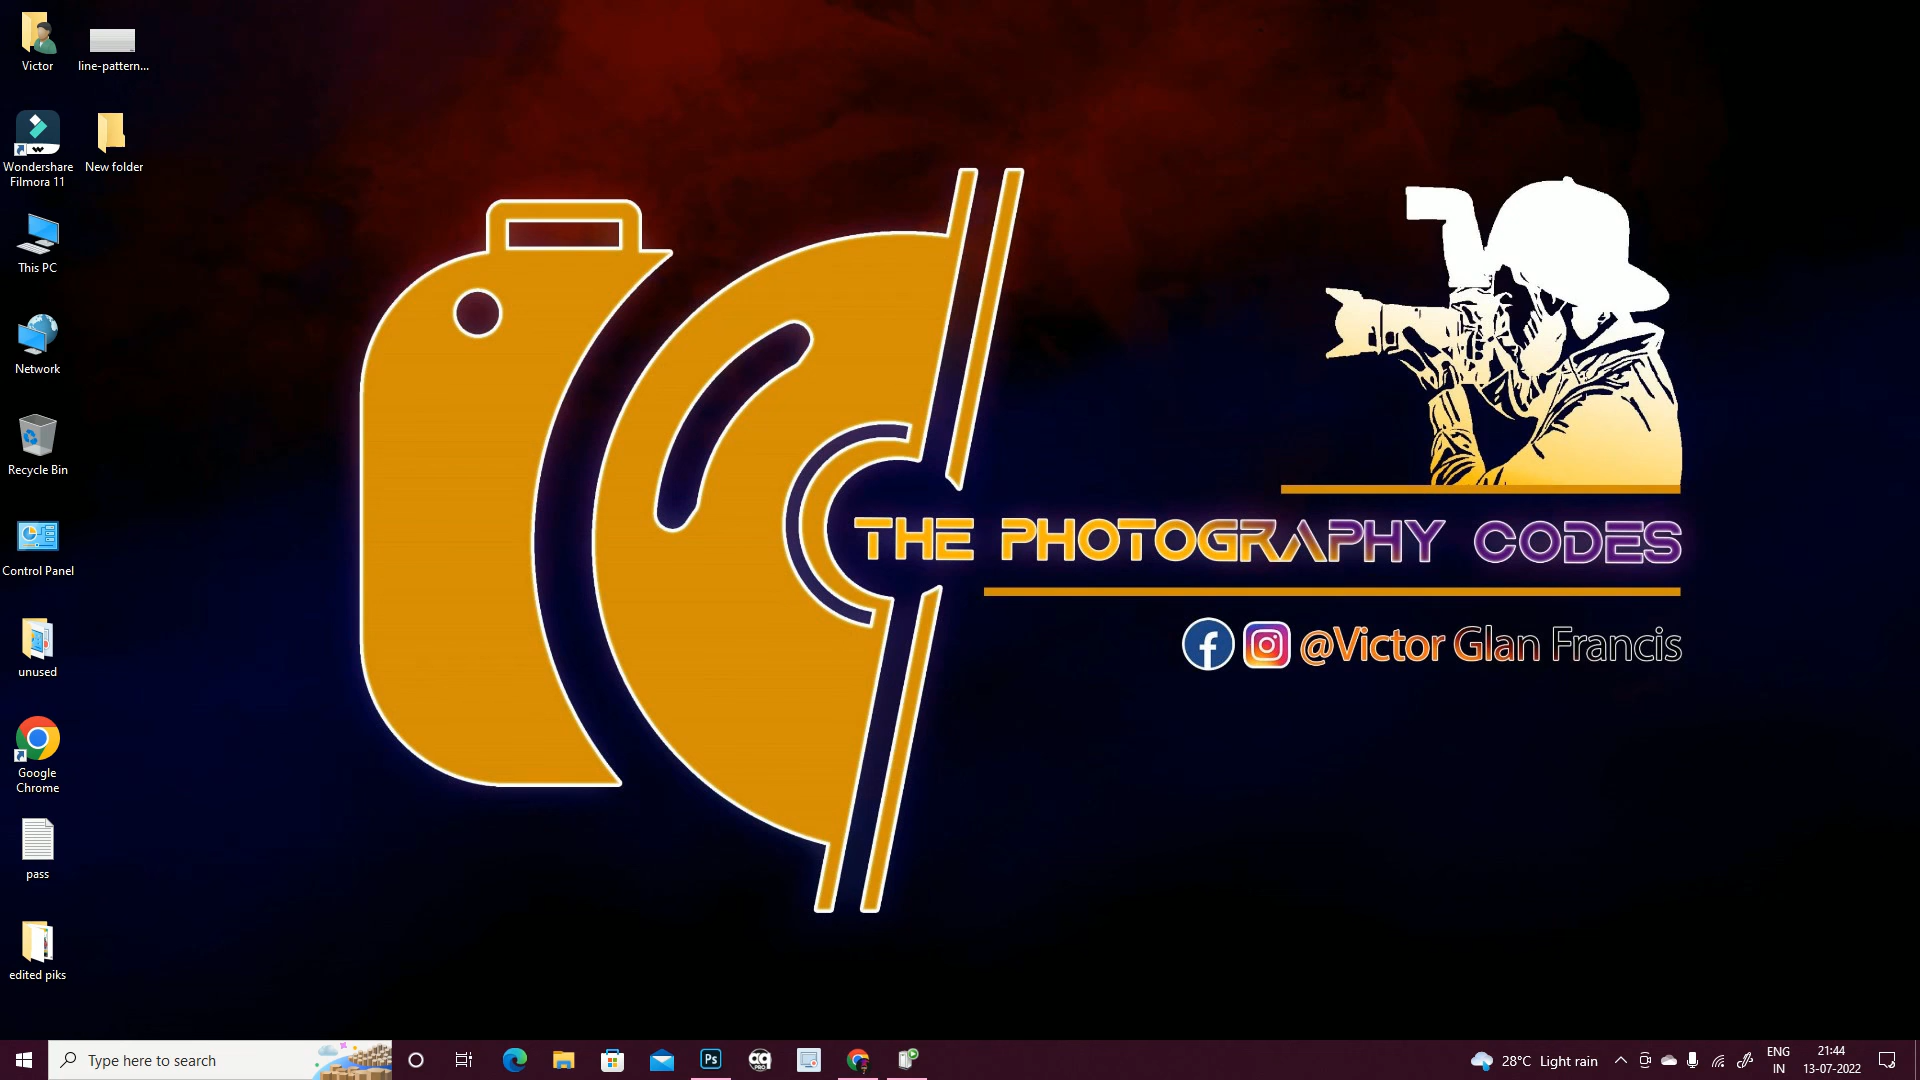 Victor
line-pattern...
Wondershare
Filmora 11
New folder
This PC
Network
Recycle Bin
Control Panel
unused
Google
Chrome
pass
edited piks
THE PHOTOGRAPHY CODES
@Victor Glan Francis
Type here to search
Ps
PRO
28°C Light rain
ENG
IN
21:44
13-07-2022